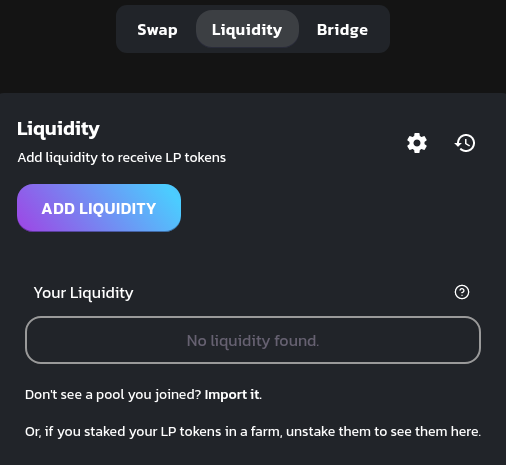 Swap
Liquidity
Bridge
Liquidity
Add liquidity to receive LP tokens
ADD LIQUIDITY
Your Liquidity
?
No liquidity found.
Don't see a pool you joined? Import it.
Or, if you staked your LP tokens in a farm, unstake them to see them here.